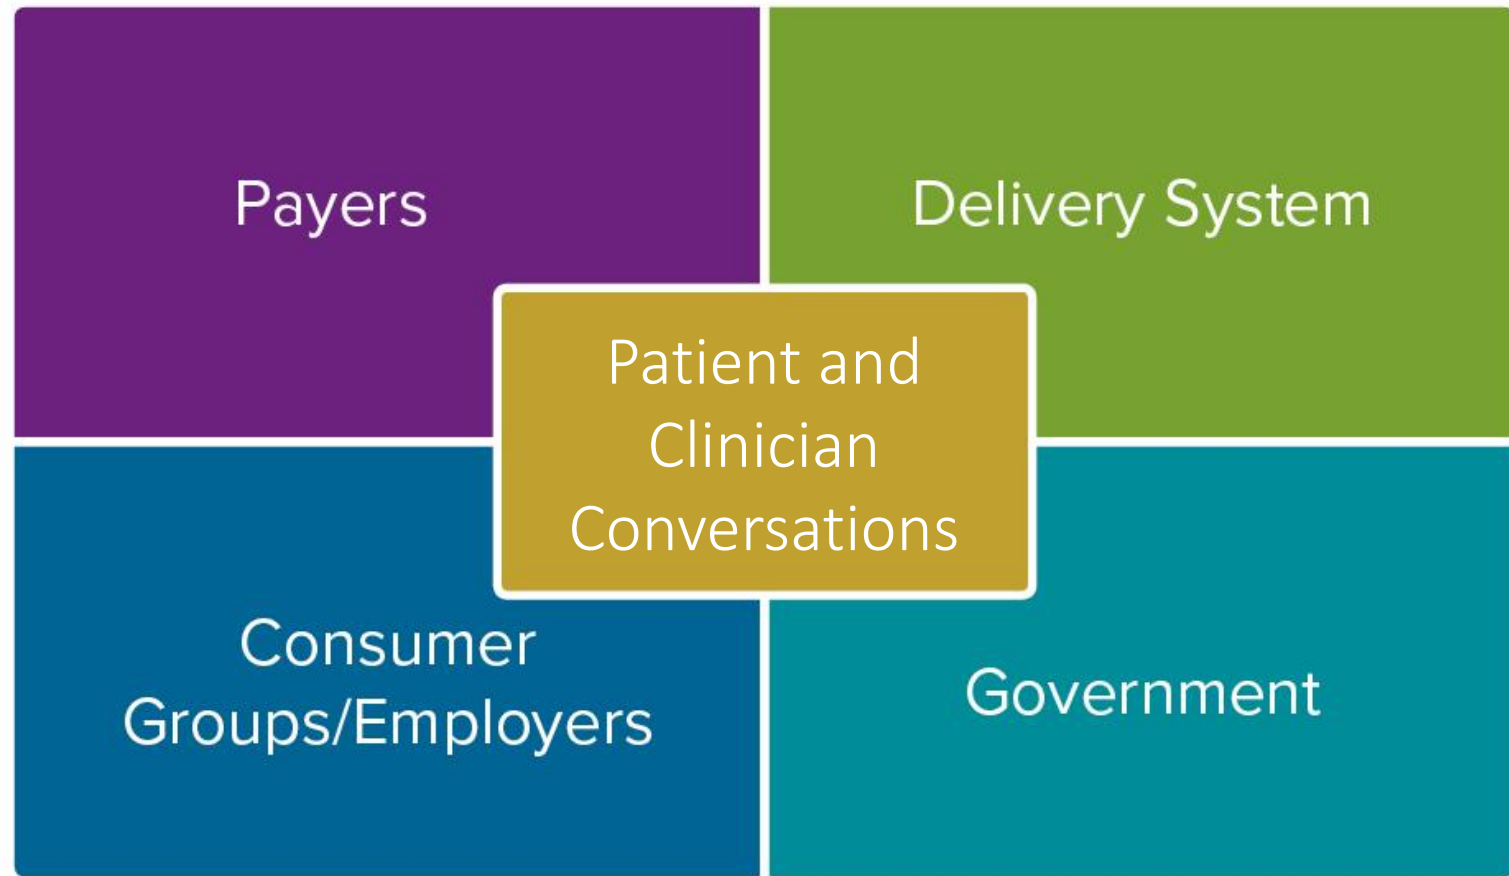 Payers
Delivery System
Patient and
Clinician
Conversations
Consumer
Groups/Employers
Government